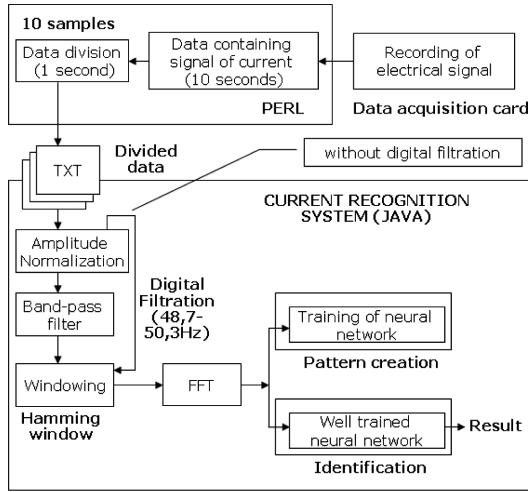 10 samples
Data division
(1 second)
Data containing
signal of current
(10 seconds)
Recording of
electrical signal
PERL
Data acquisition card
TXT
Divided
data
without digital filtration
CURRENT RECOGNITION
SYSTEM (JAVA)
Amplitude
Normalization
Digital
Filtration
(48,7-
50,3Hz)
Band-pass
filter
Training of neural
network
Pattern creation
Windowing
FFT
Hamming
window
Well trained
neural network
Result
Identification